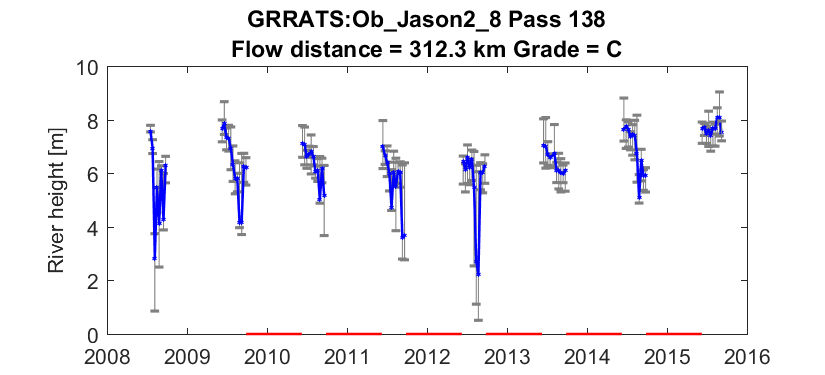 GRRATS:Ob_Jason2_8 Pass 138
Flow distance = 312.3 km Grade = C
River height [m]
10
8
6
4
2
0
2008 2009 2010 2011 2012 2013 2014 2015 2016